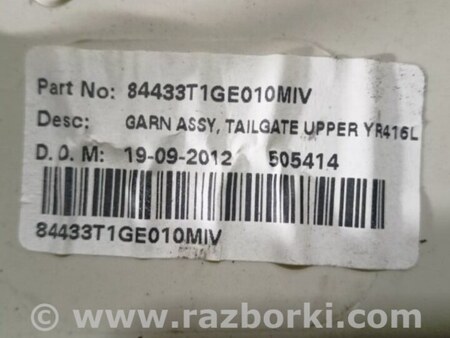 Part No: 84433T1GE010MIV
Desc: GARN ASSY, TAILGATE UPPER YR416L
D.O.M: 19-09-2012 505414
84433T1GE010MIV
www.razborki.com